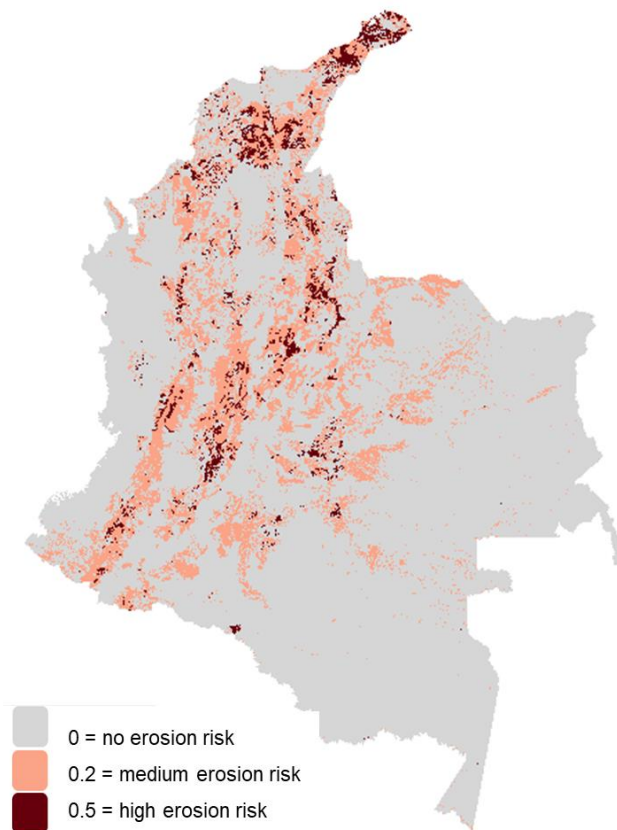 0 = no erosion risk
0.2 = medium erosion risk
0.5 = high erosion risk